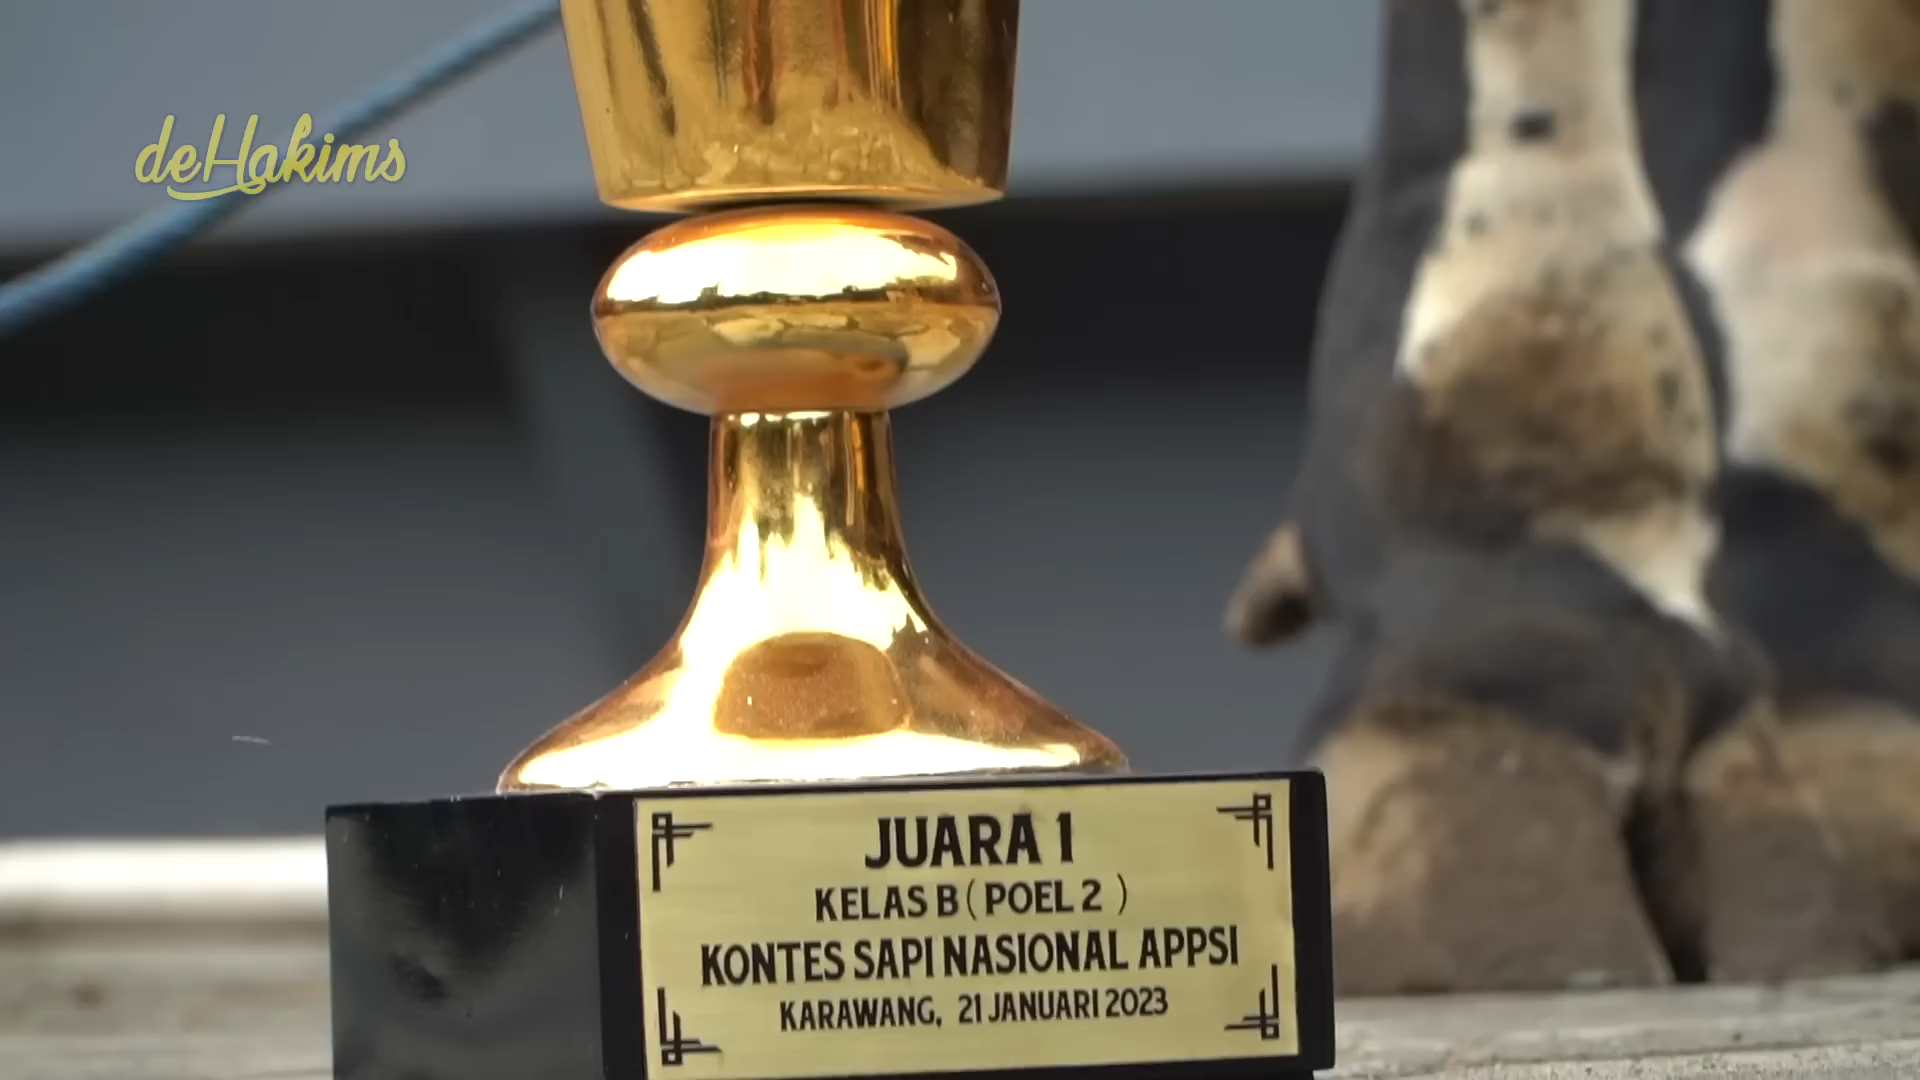 deHakims
JUARA 1
KELAS B ( POEL 2 )
KONTES SAPI NASIONAL APPSI
KARAWANG, 21 JANUARI 2023